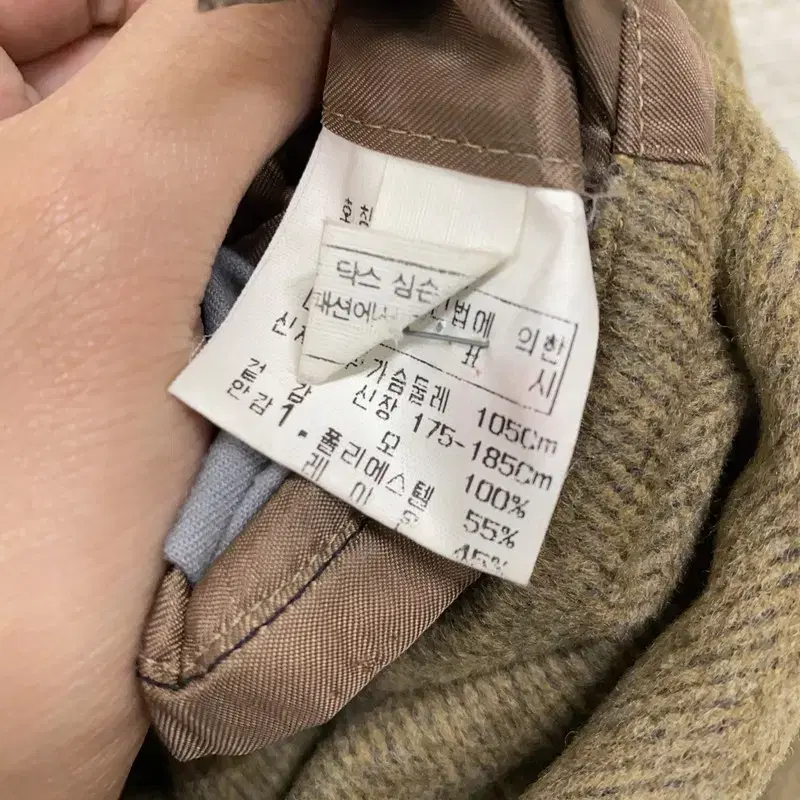 호칭
닥스 심손
패션어
법에 의한
표시
가슴둘레 105Cm
신장 175-185Cm
겉감 모 100%
안감1. 폴리에스텔 55%
레이온 45%